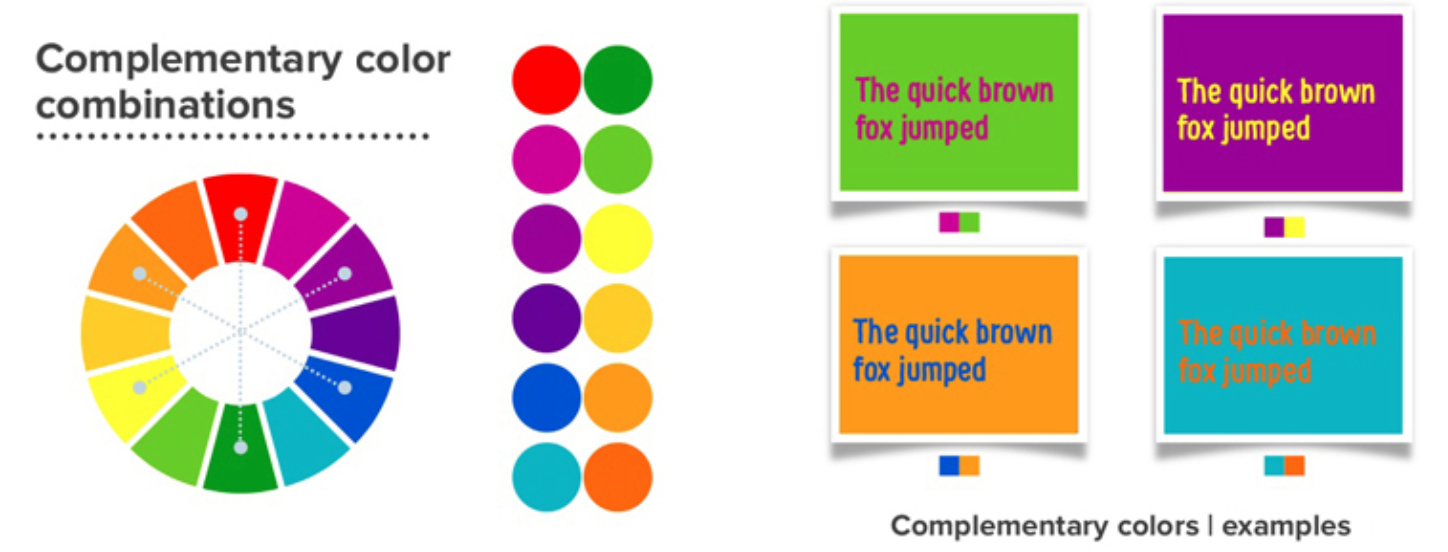 Complementary color
combinations
The quick brown
fox jumped
The quick brown
fox jumped
The quick brown
fox jumped
The quick brown
fox jumped
Complementary colors | examples